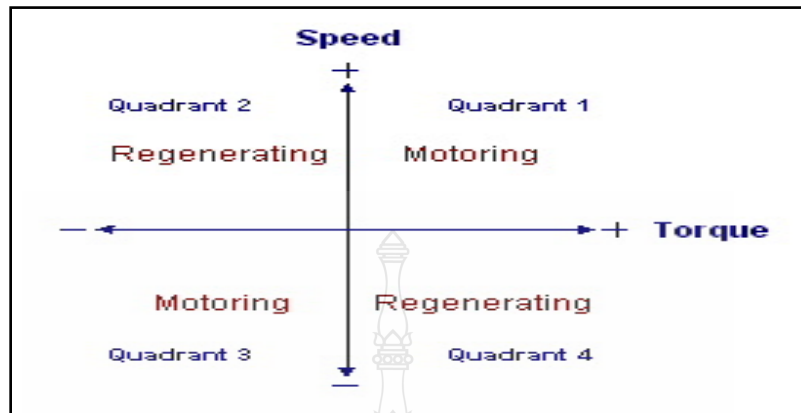 Speed
+
Quadrant 2 Quadrant 1
Regenerating Motoring
− + Torque
Motoring Regenerating
Quadrant 3 Quadrant 4
−